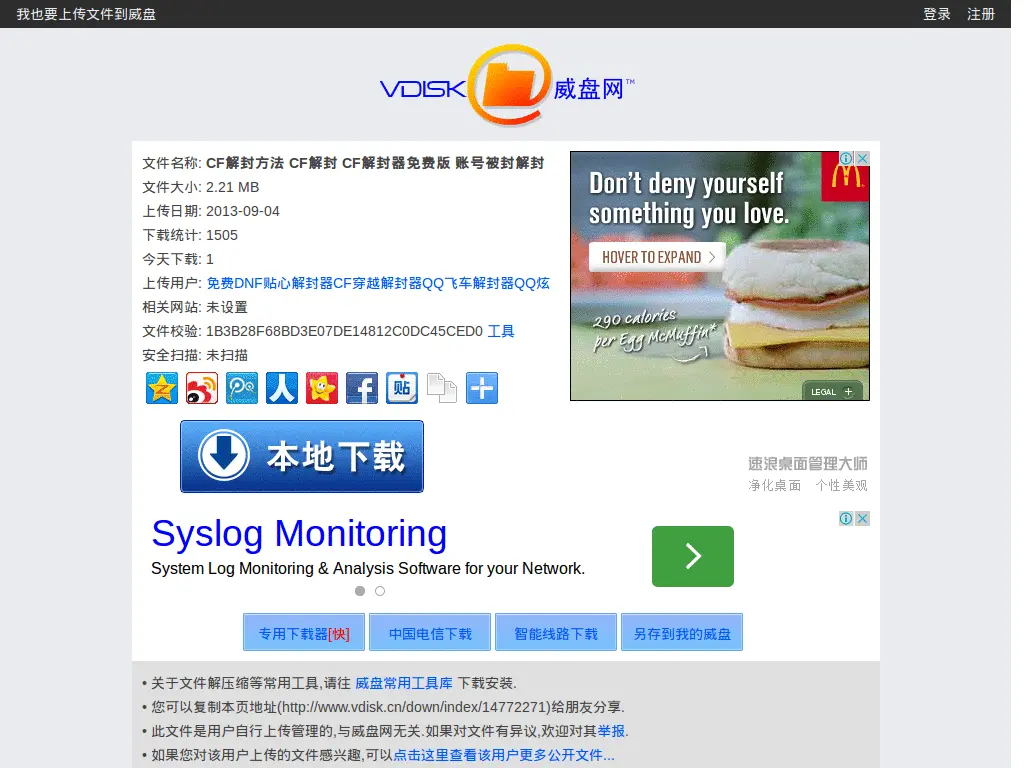 我也要上传文件到威盘
登录 注册
VDISK 威盘网™
文件名称: CF解封方法 CF解封 CF解封器免费版 账号被封解封
文件大小: 2.21 MB
上传日期: 2013-09-04
下载统计: 1505
今天下载: 1
上传用户: 免费DNF贴心解封器CF穿越解封器QQ飞车解封器QQ炫
相关网站: 未设置
文件校验: 1B3B28F68BD3E07DE14812C0DC45CED0 工具
安全扫描: 未扫描
贴
本地下载
Don't deny yourself
something you love.
HOVER TO EXPAND
290 calories
per Egg McMuffin*
LEGAL +
速浪桌面管理大师
净化桌面 个性美观
Syslog Monitoring
System Log Monitoring & Analysis Software for your Network.
专用下载器[快] 中国电信下载 智能线路下载 另存到我的威盘
• 关于文件解压缩等常用工具,请往 威盘常用工具库 下载安装.
• 您可以复制本页地址(http://www.vdisk.cn/down/index/14772271)给朋友分享.
• 此文件是用户自行上传管理的,与威盘网无关.如果对文件有异议,欢迎对其举报.
• 如果您对该用户上传的文件感兴趣,可以点击这里查看该用户更多公开文件...